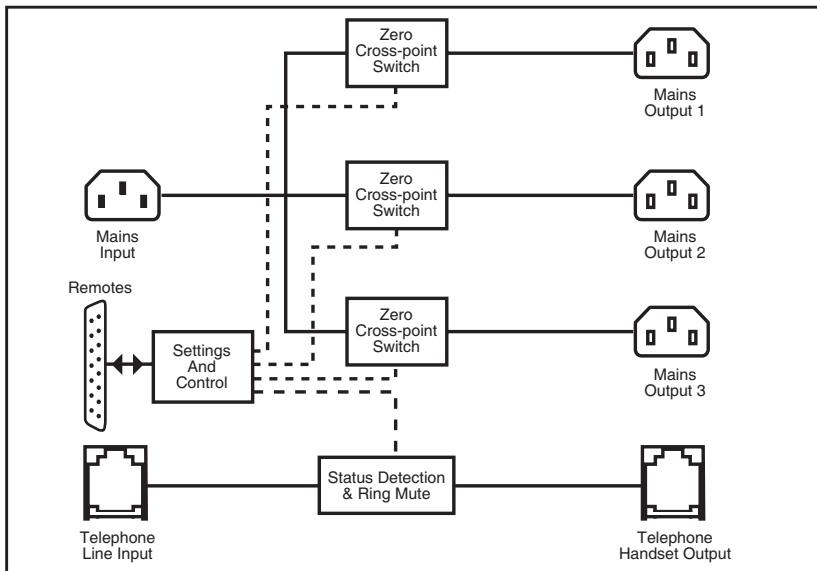 Zero
Cross-point
Switch
Mains
Output 1
Zero
Cross-point
Switch
Mains
Input
Mains
Output 2
Remotes
Zero
Cross-point
Switch
Settings
And
Control
Mains
Output 3
Status Detection
& Ring Mute
Telephone
Line Input
Telephone
Handset Output